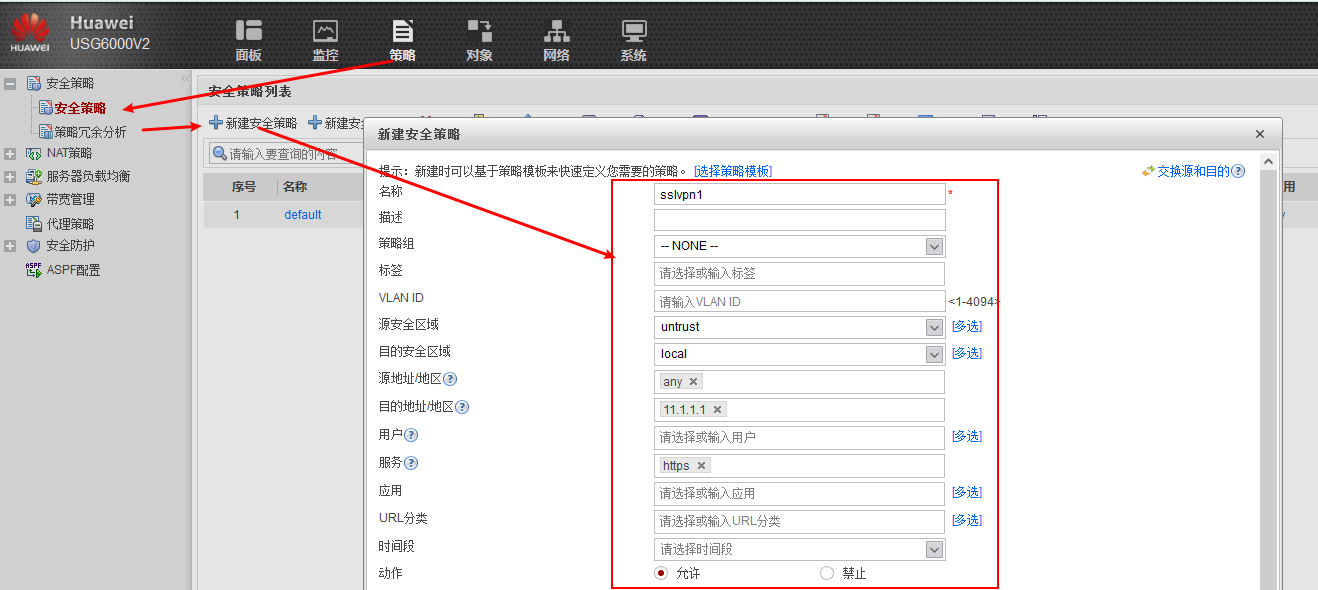 Huawei
USG6000V2
HUAWEI
面板
监控
策略
对象
网络
系统
安全策略
安全策略
策略冗余分析
NAT策略
服务器负载均衡
带宽管理
代理策略
安全防护
ASPF配置
安全策略列表
新建安全策略
新建安
请输入要查询的内容
序号 名称
1 default
用
新建安全策略
提示：新建时可以基于策略模板来快速定义您需要的策略。 [选择策略模板]
交换源和目的
名称 sslvpn1 *
描述
策略组 -- NONE --
标签 请选择或输入标签
VLAN ID 请输入VLAN ID <1-4094>
源安全区域 untrust [多选]
目的安全区域 local [多选]
源地址/地区 any
目的地址/地区 11.1.1.1
用户 请选择或输入用户 [多选]
服务 https
应用 请选择或输入应用 [多选]
URL分类 请选择或输入URL分类 [多选]
时间段 请选择时间段
动作 允许 禁止